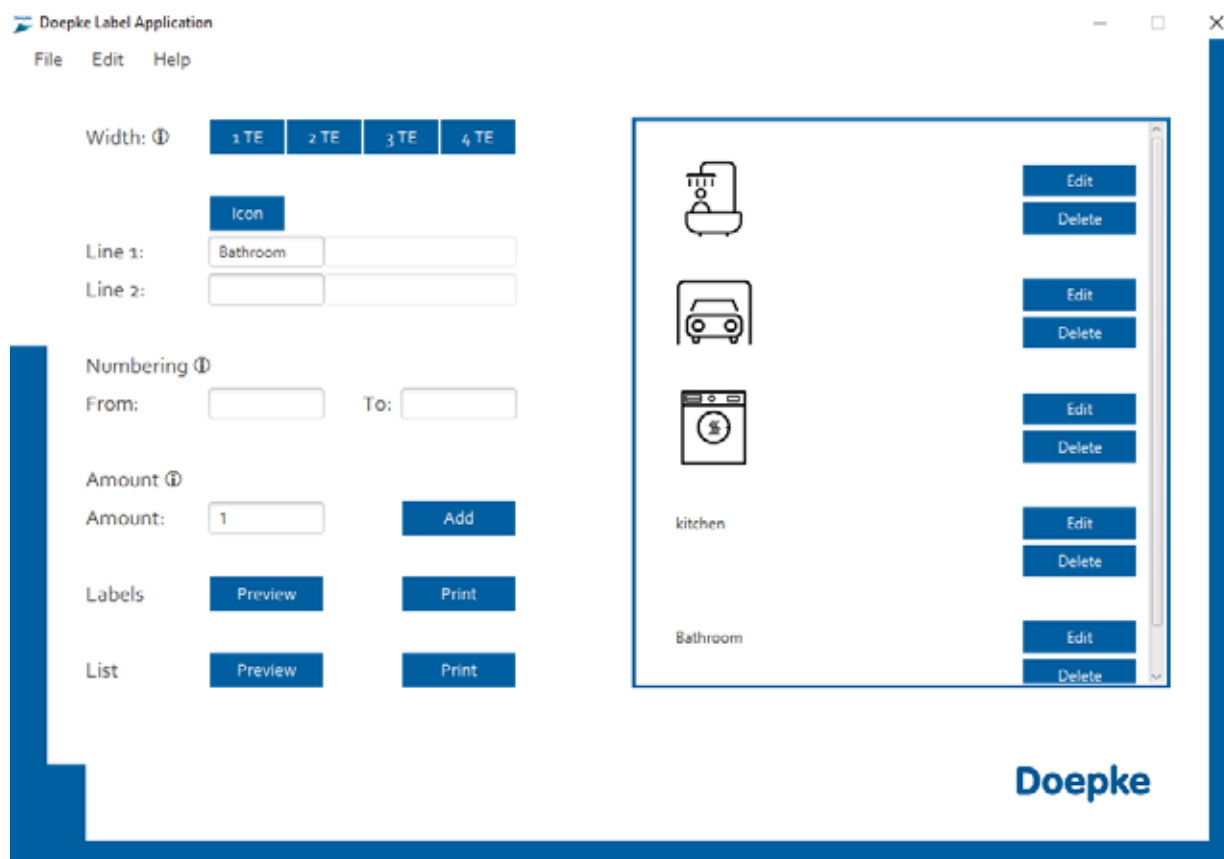 Doepke Label Application
File Edit Help
Width:
1 TE 2 TE 3 TE 4 TE
Icon
Line 1: Bathroom
Line 2:
Numbering
From: To:
Amount
Amount: 1 Add
Labels Preview Print
List Preview Print
Edit
Delete
Edit
Delete
Edit
Delete
kitchen Edit
Delete
Bathroom Edit
Delete
Doepke